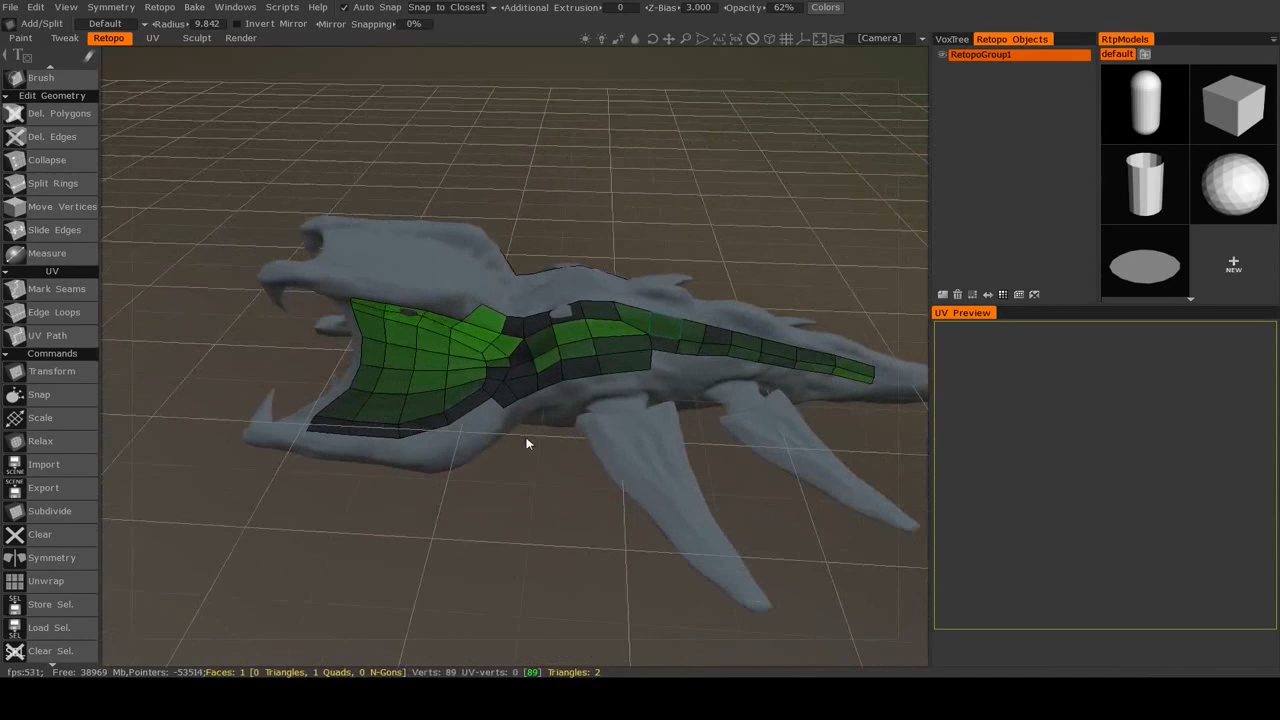 File Edit View Symmetry Retopo Bake Windows Scripts Help Auto Snap Snap to Closest Additional Extrusion 0 Z-Bias 3.000 Opacity 62% Colors
Add/Split Default Radius 9.842 Invert Mirror Mirror Snapping 0%
Paint Tweak Retopo UV Sculpt Render [Camera] VoxTree Retopo Objects RtpModels
RetopoGroup1 default
Brush
Edit Geometry
Del. Polygons
Del. Edges
Collapse
Split Rings
Move Vertices
Slide Edges
Measure
UV
NEW
Mark Seams
Edge Loops
UV Preview
UV Path
Commands
Transform
Snap
Scale
Relax
Import
Export
Subdivide
Clear
Symmetry
Unwrap
Store Sel.
Load Sel.
Clear Sel.
fps:531; Free: 38969 Mb,Pointers: -53514;Faces: 1 [0 Triangles, 1 Quads, 0 N-Gons] Verts: 89 UV-verts: 0 [89] Triangles: 2